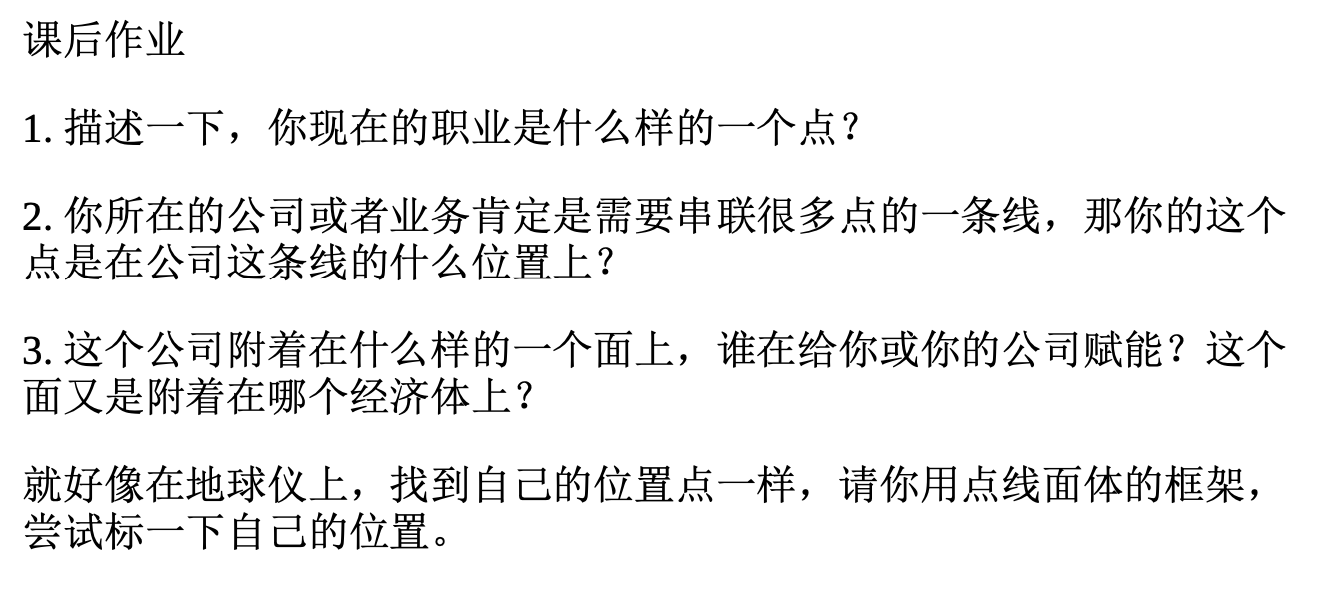 课后作业
1. 描述一下，你现在的职业是什么样的一个点？
2. 你所在的公司或者业务肯定是需要串联很多点的一条线，那你的这个
点是在公司这条线的什么位置上？
3. 这个公司附着在什么样的一个面上，谁在给你或你的公司赋能？这个
面又是附着在哪个经济体上？
就好像在地球仪上，找到自己的位置点一样，请你用点线面体的框架，
尝试标一下自己的位置。